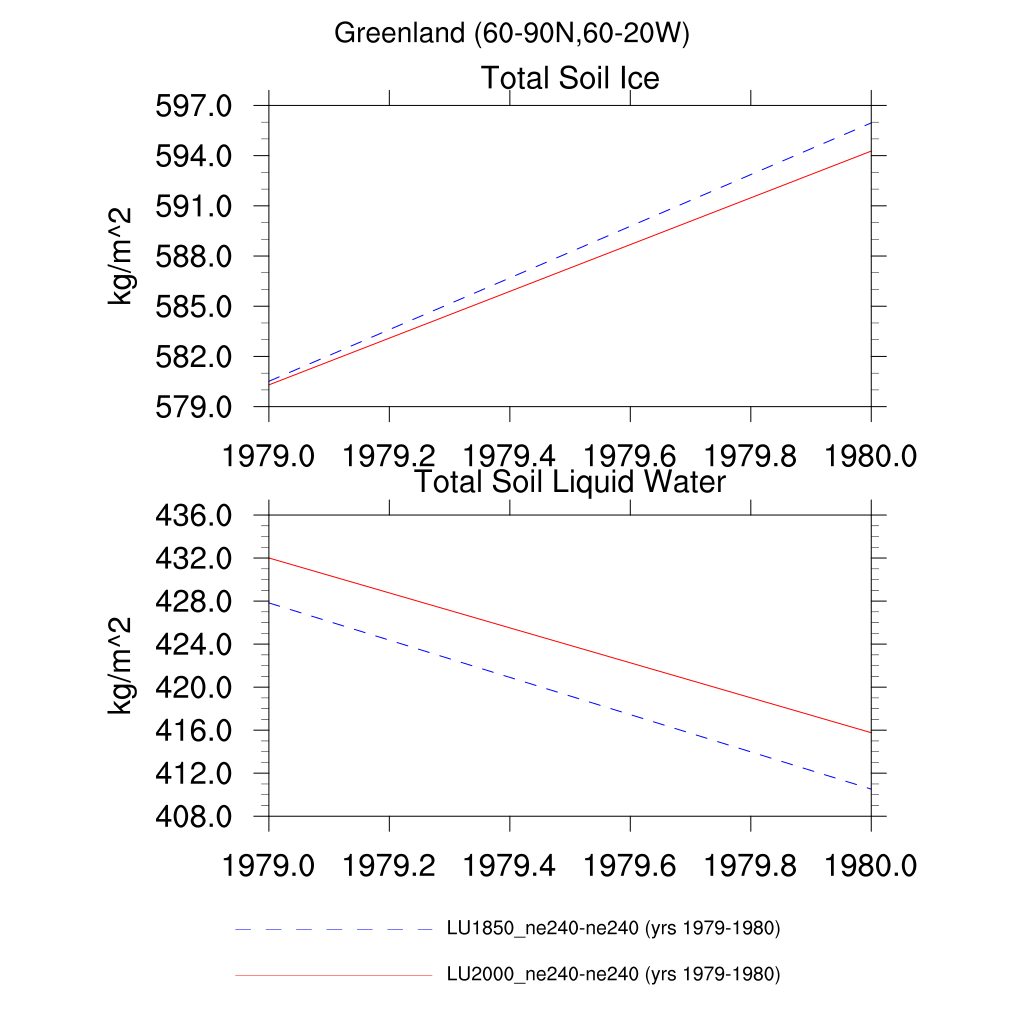 Greenland (60-90N,60-20W)
Total Soil Ice
597.0
594.0
591.0
588.0
585.0
582.0
579.0
kg/m^2
1979.0 1979.2 1979.4 1979.6 1979.8 1980.0
Total Soil Liquid Water
436.0
432.0
428.0
424.0
420.0
416.0
412.0
408.0
kg/m^2
1979.0 1979.2 1979.4 1979.6 1979.8 1980.0
LU1850_ne240-ne240 (yrs 1979-1980)
LU2000_ne240-ne240 (yrs 1979-1980)